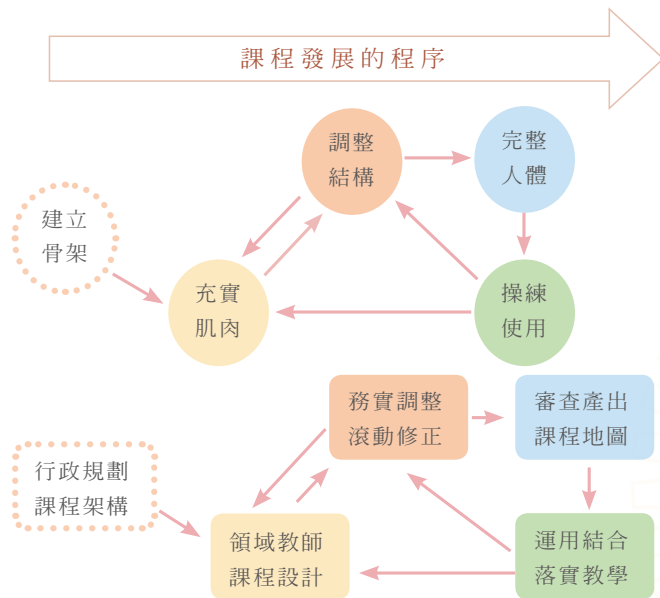 課程發展的程序
調整
結構
完整
人體
建立
骨架
充實
肌肉
操練
使用
務實調整
滾動修正
審查產出
課程地圖
行政規劃
課程架構
領域教師
課程設計
運用結合
落實教學